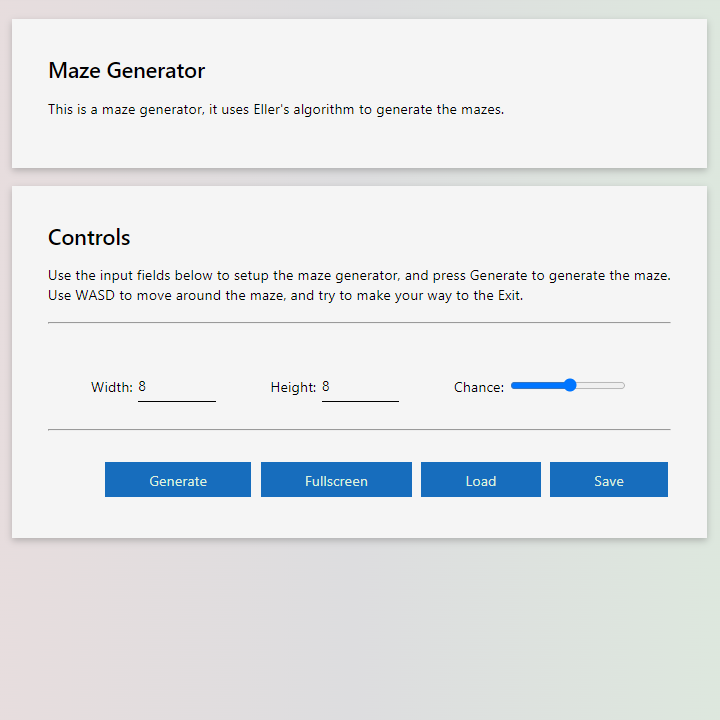 Maze Generator
This is a maze generator, it uses Eller's algorithm to generate the mazes.
Controls
Use the input fields below to setup the maze generator, and press Generate to generate the maze.
Use WASD to move around the maze, and try to make your way to the Exit.
Width: 8 Height: 8 Chance:
Generate Fullscreen Load Save